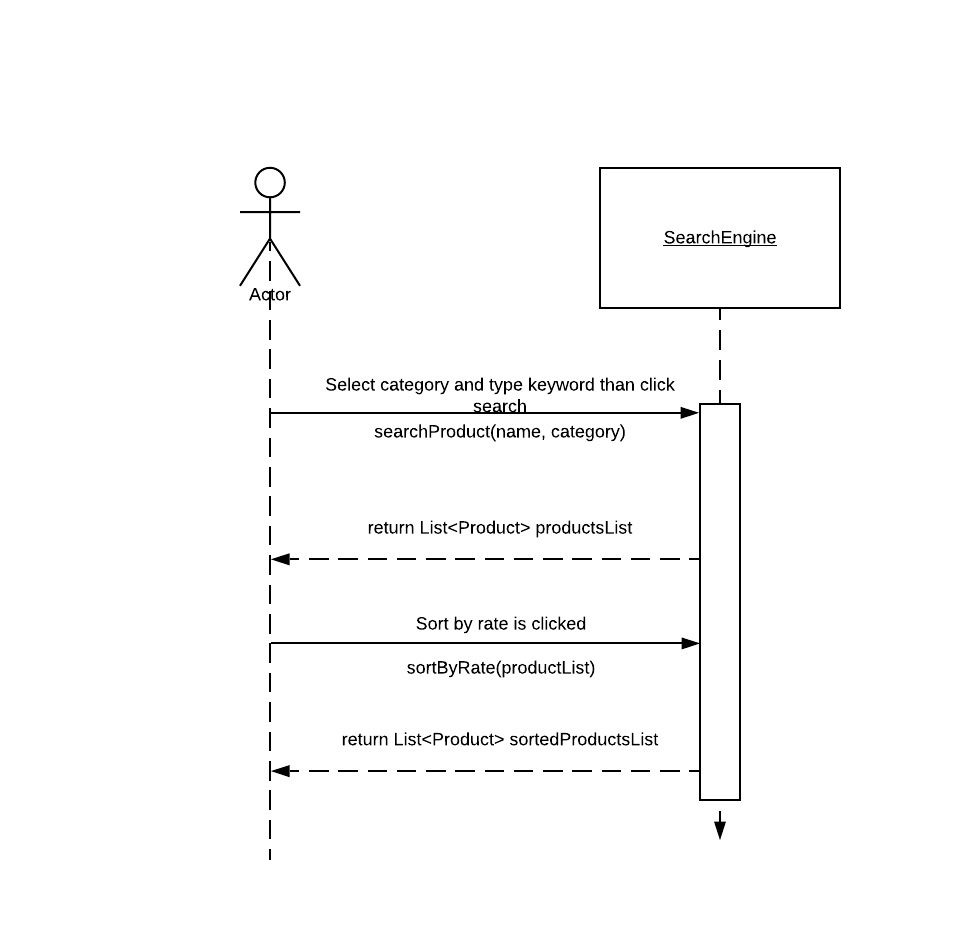 SearchEngine
Actor
Select category and type keyword than click
search
searchProduct(name, category)
return List<Product> productsList
Sort by rate is clicked
sortByRate(productList)
return List<Product> sortedProductsList